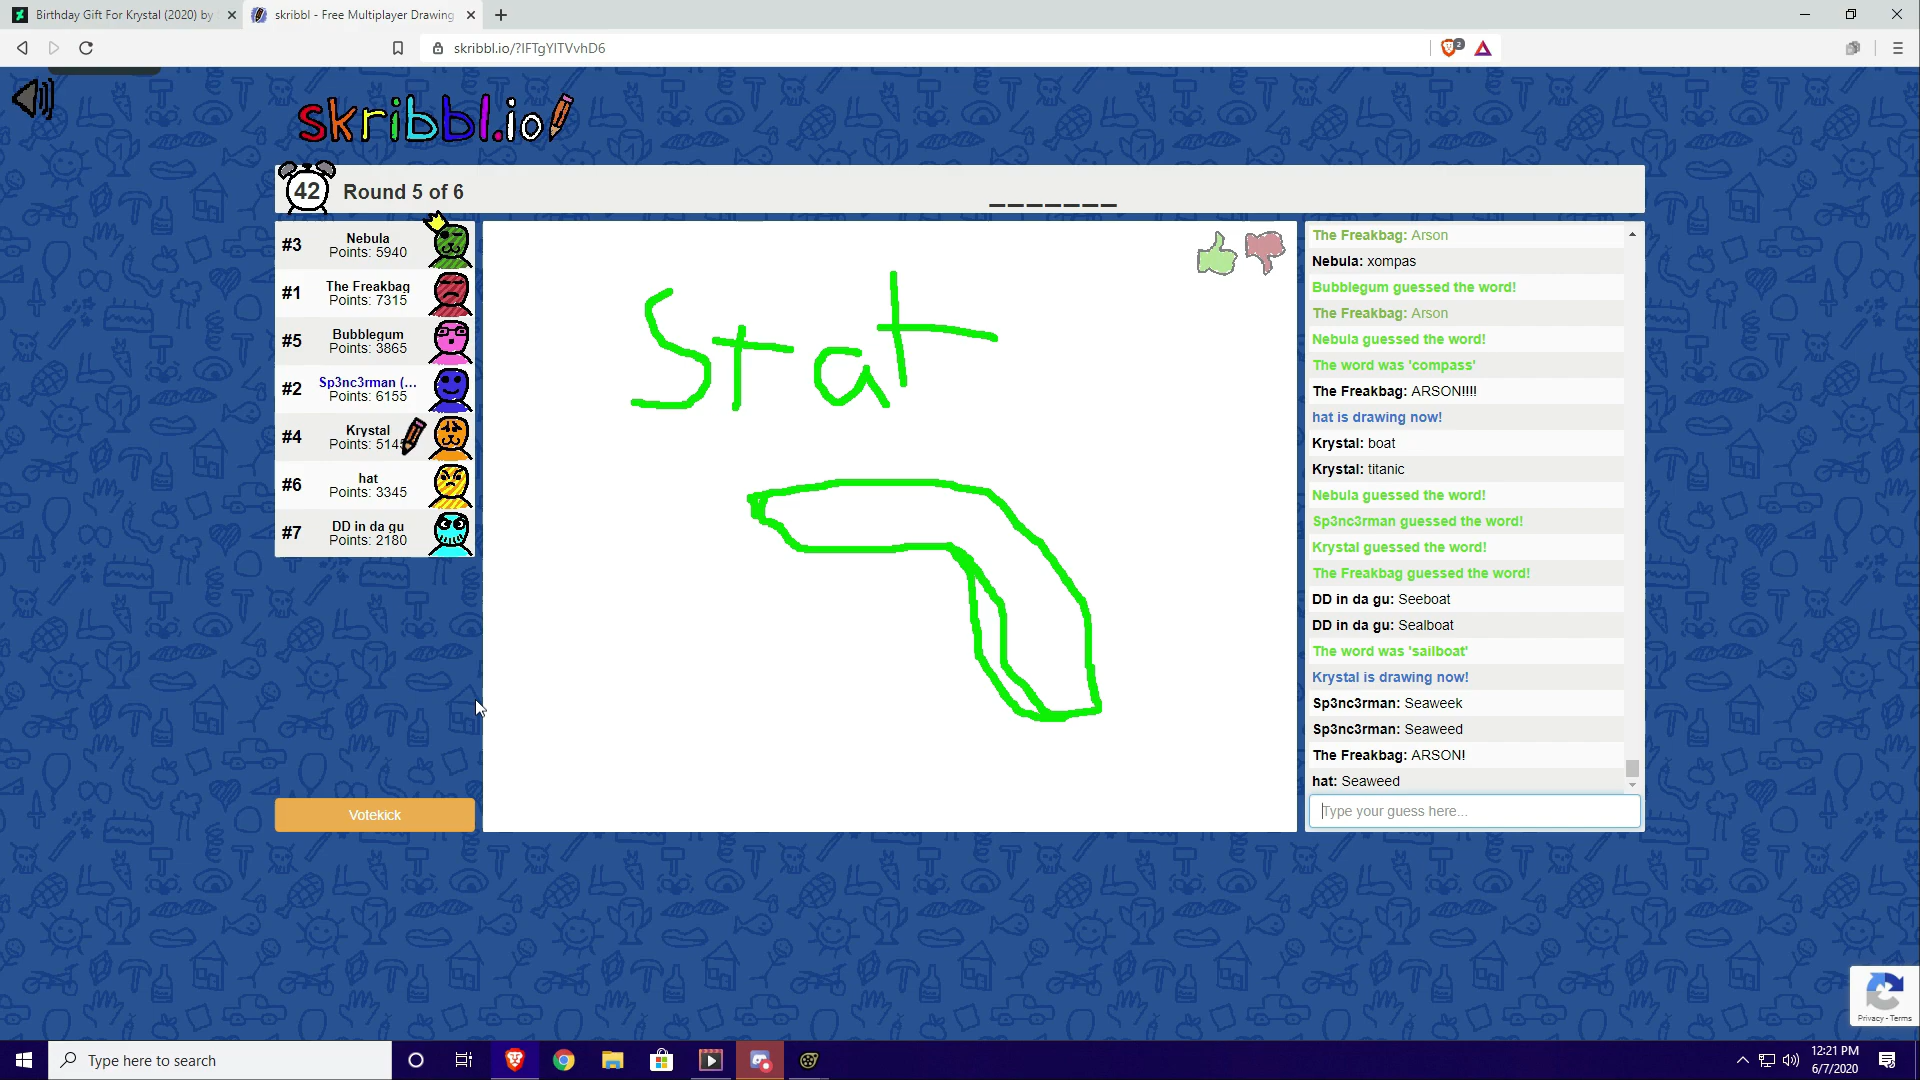 Birthday Gift For Krystal (2020) by
skribbl - Free Multiplayer Drawing
skribbl.io/?IFTgYlTVvhD6
2
skribbl.io
42
Round 5 of 6
_______
#3 Nebula
Points: 5940
#1 The Freakbag
Points: 7315
#5 Bubblegum
Points: 3865
#2 Sp3nc3rman (...
Points: 6155
#4 Krystal
Points: 5145
#6 hat
Points: 3345
#7 DD in da gu
Points: 2180
Votekick
Stat
The Freakbag: Arson
Nebula: xompas
Bubblegum guessed the word!
The Freakbag: Arson
Nebula guessed the word!
The word was 'compass'
The Freakbag: ARSON!!!!
hat is drawing now!
Krystal: boat
Krystal: titanic
Nebula guessed the word!
Sp3nc3rman guessed the word!
Krystal guessed the word!
The Freakbag guessed the word!
DD in da gu: Seeboat
DD in da gu: Sealboat
The word was 'sailboat'
Krystal is drawing now!
Sp3nc3rman: Seaweek
Sp3nc3rman: Seaweed
The Freakbag: ARSON!
hat: Seaweed
Type your guess here...
Privacy - Terms
Type here to search
12:21 PM
6/7/2020